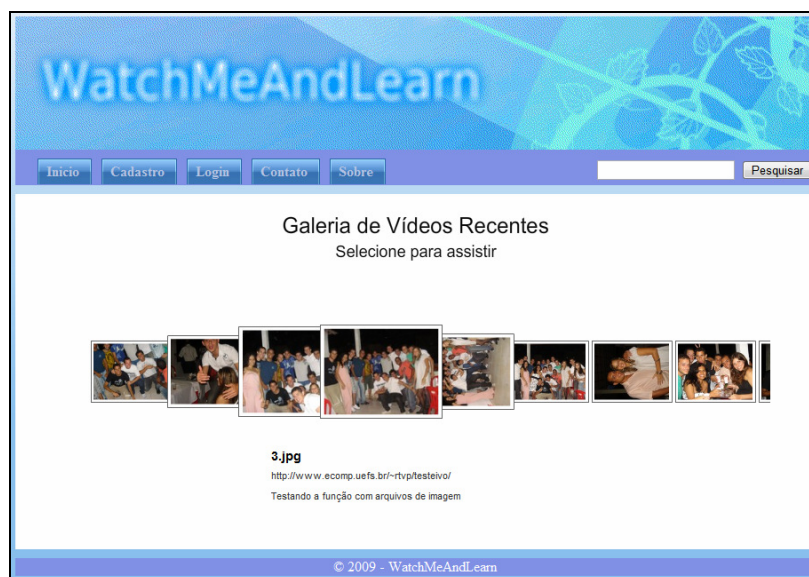 WatchMeAndLearn
Início Cadastro Login Contato Sobre Pesquisar
Galeria de Vídeos Recentes
Selecione para assistir
3.jpg
http://www.ecomp.uefs.br/~rtvp/testeivo/
Testando a função com arquivos de imagem
© 2009 - WatchMeAndLearn